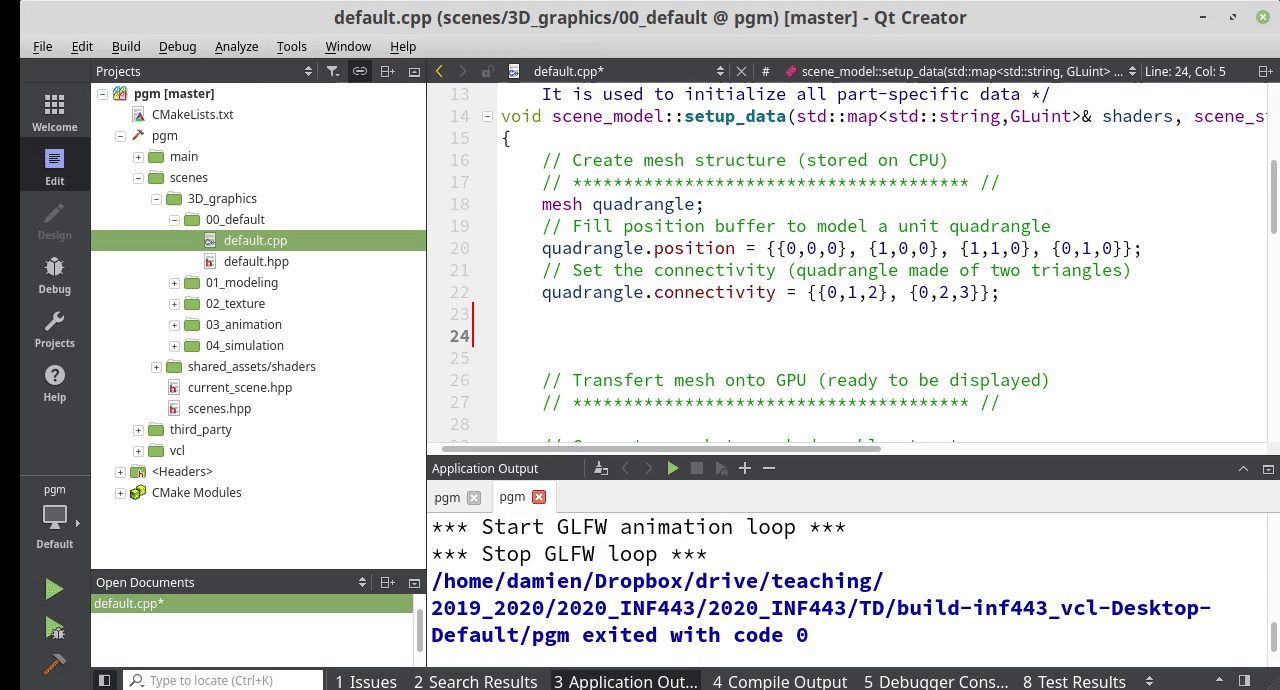 default.cpp (scenes/3D_graphics/00_default @ pgm) [master] - Qt Creator
File Edit Build Debug Analyze Tools Window Help
Projects
default.cpp*
#
scene_model::setup_data(std::map<std::string, GLuint> ...
Line: 24, Col: 5
Welcome
Edit
Design
Debug
Projects
Help
pgm
Default
pgm [master]
CMakeLists.txt
pgm
main
scenes
3D_graphics
00_default
default.cpp
default.hpp
01_modeling
02_texture
03_animation
04_simulation
shared_assets/shaders
current_scene.hpp
scenes.hpp
third_party
vcl
<Headers>
CMake Modules
Open Documents
default.cpp*
13 It is used to initialize all part-specific data */
14 void scene_model::setup_data(std::map<std::string,GLuint>& shaders, scene_s
15 {
16 // Create mesh structure (stored on CPU)
17 // *************************************** //
18 mesh quadrangle;
19 // Fill position buffer to model a unit quadrangle
20 quadrangle.position = {{0,0,0}, {1,0,0}, {1,1,0}, {0,1,0}};
21 // Set the connectivity (quadrangle made of two triangles)
22 quadrangle.connectivity = {{0,1,2}, {0,2,3}};
23
24
25
26 // Transfert mesh onto GPU (ready to be displayed)
27 // *************************************** //
28
Application Output
pgm
pgm
*** Start GLFW animation loop ***
*** Stop GLFW loop ***
/home/damien/Dropbox/drive/teaching/
2019_2020/2020_INF443/2020_INF443/TD/build-inf443_vcl-Desktop-
Default/pgm exited with code 0
Type to locate (Ctrl+K)
1 Issues 2 Search Results 3 Application Out... 4 Compile Output 5 Debugger Cons... 8 Test Results